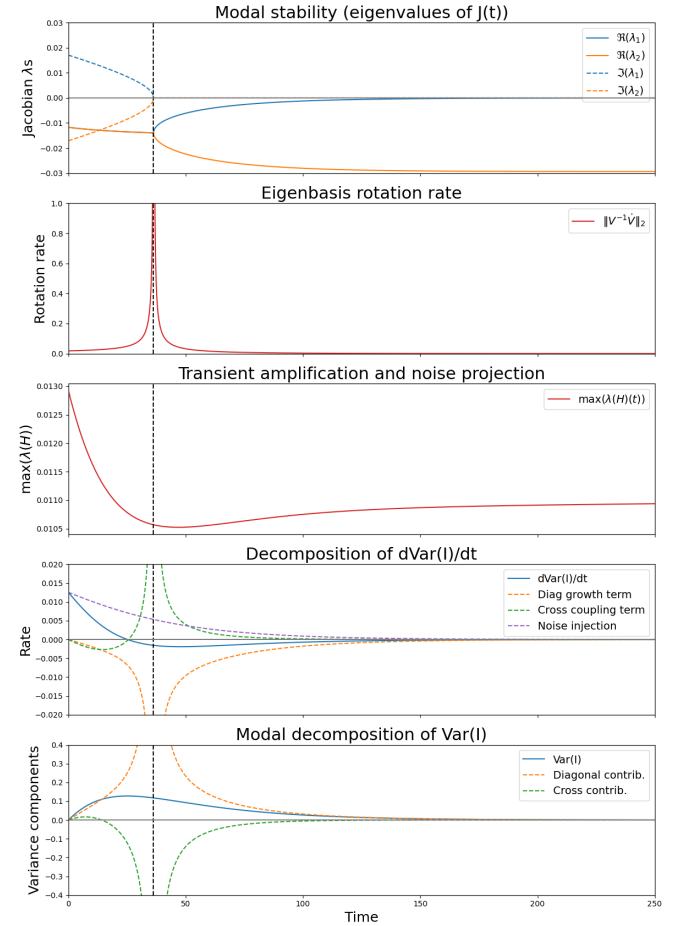 Modal stability (eigenvalues of J(t))
Jacobian λs
0.03
0.02
0.01
0.00
−0.01
−0.02
−0.03
ℜ(λ₁)
ℜ(λ₂)
ℑ(λ₁)
ℑ(λ₂)
Eigenbasis rotation rate
Rotation rate
1.0
0.8
0.6
0.4
0.2
0.0
‖V⁻¹V̇‖₂
Transient amplification and noise projection
max(λ(H))
0.0130
0.0125
0.0120
0.0115
0.0110
0.0105
max(λ(H)(t))
Decomposition of dVar(I)/dt
Rate
0.020
0.015
0.010
0.005
0.000
−0.005
−0.010
−0.015
−0.020
dVar(I)/dt
Diag growth term
Cross coupling term
Noise injection
Modal decomposition of Var(I)
Variance components
0.4
0.3
0.2
0.1
0.0
−0.1
−0.2
−0.3
−0.4
Var(I)
Diagonal contrib.
Cross contrib.
0 50 100 150 200 250
Time